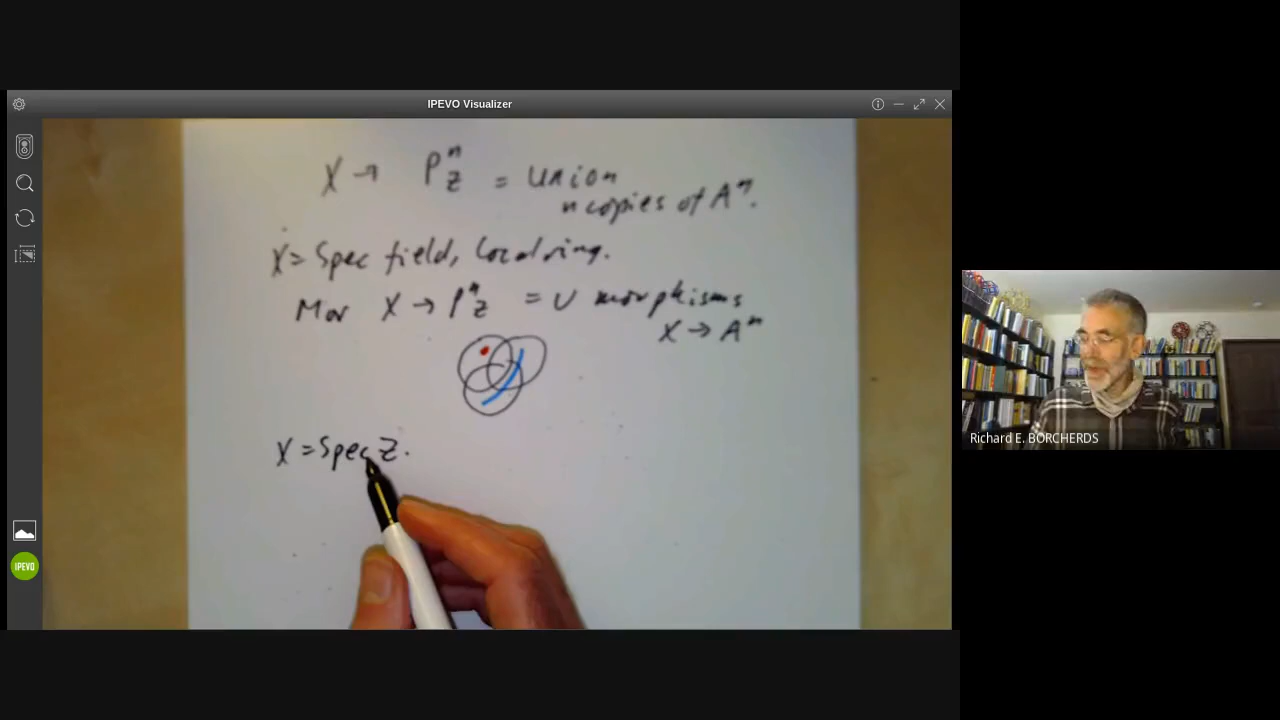 IPEVO Visualizer
X → P^n_Z = union
n copies of A^n.
X = Spec field, local ring.
Mor X → P^n_Z = ∪ morphisms
X → A^n
X = Spec Z.
IPEVO
Richard E. BORCHERDS